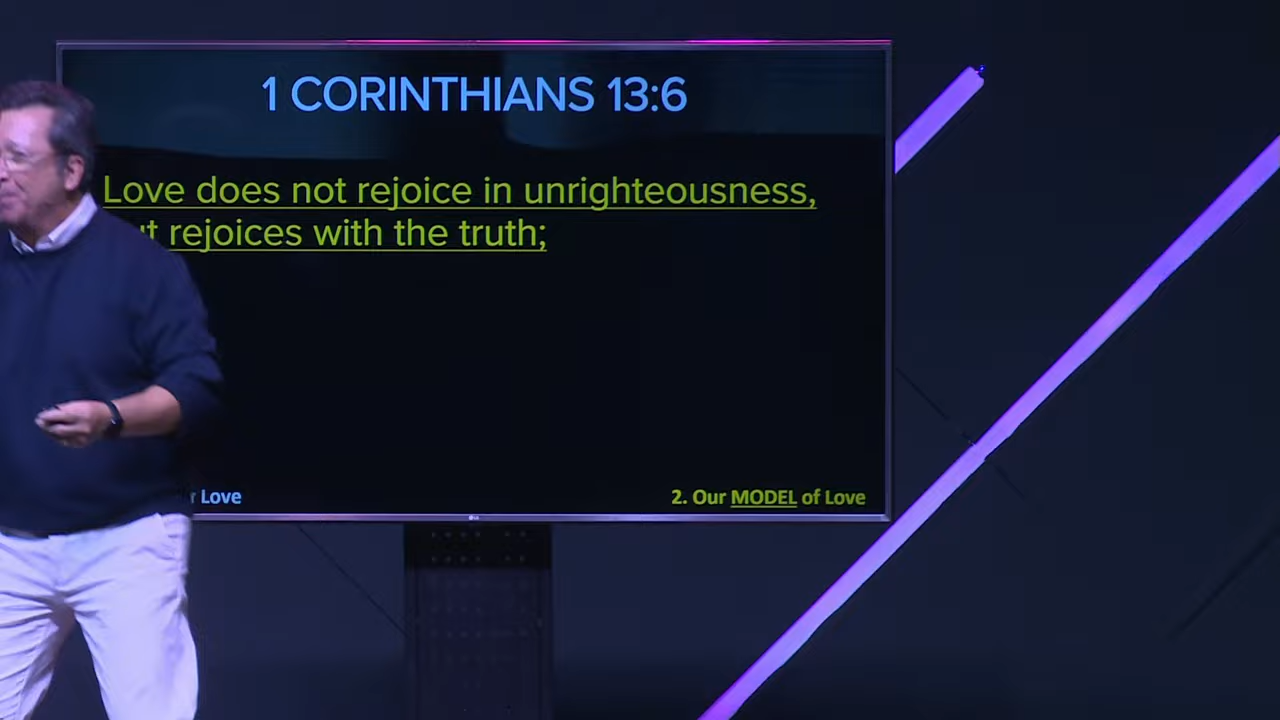 1 CORINTHIANS 13:6
Love does not rejoice in unrighteousness,
rejoices with the truth;
Love
2. Our MODEL of Love
LG